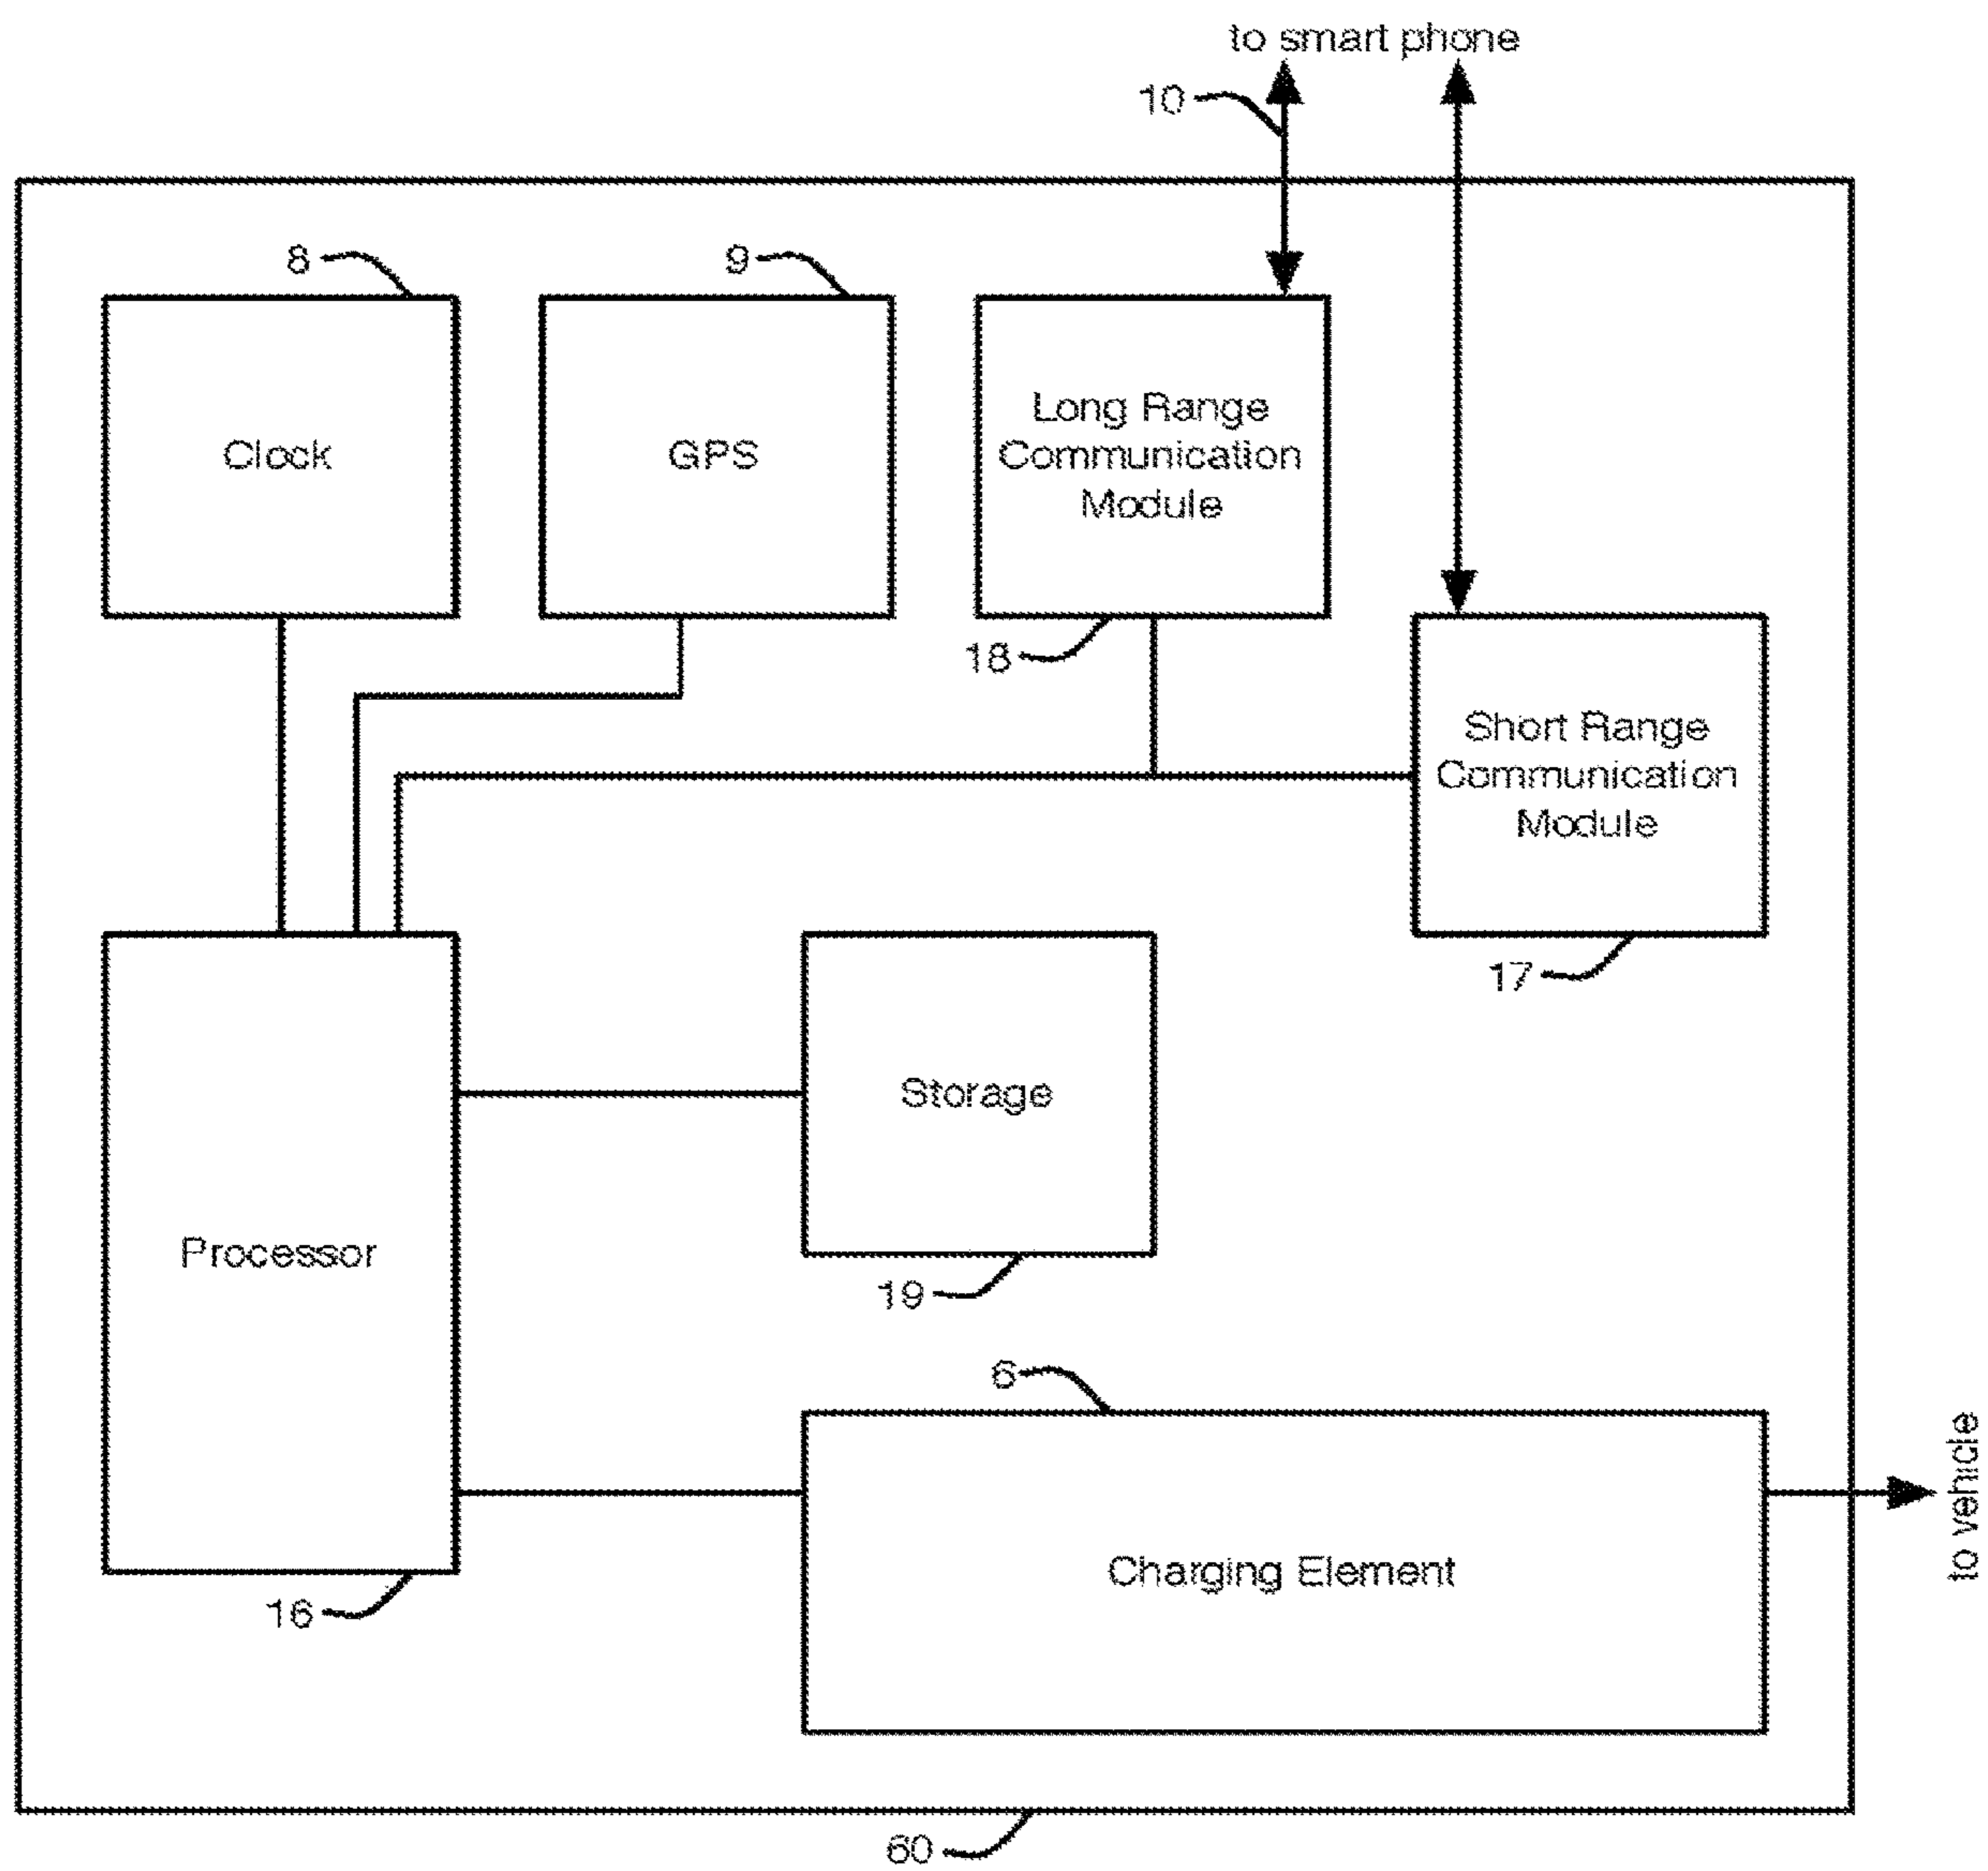 to smart phone
10
8
9
Clock
GPS
Long Range
Communication
Module
18
Short Range
Communication
Module
17
Storage
19
Processor
16
6
Charging Element
to vehicle
60